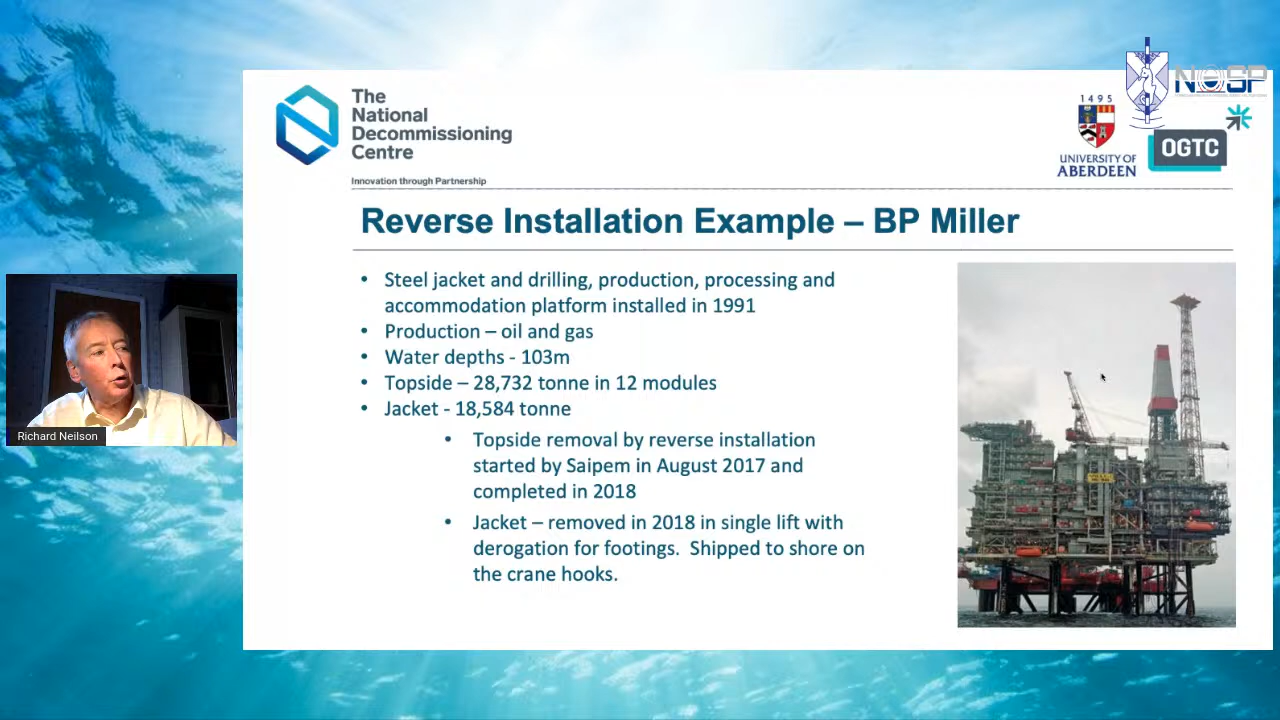 The
National
Decommissioning
Centre
Innovation through Partnership
1495
UNIVERSITY OF
ABERDEEN
NOSP
OGTC
Reverse Installation Example – BP Miller
• Steel jacket and drilling, production, processing and
accommodation platform installed in 1991
• Production – oil and gas
• Water depths - 103m
• Topside – 28,732 tonne in 12 modules
• Jacket - 18,584 tonne
• Topside removal by reverse installation
started by Saipem in August 2017 and
completed in 2018
• Jacket – removed in 2018 in single lift with
derogation for footings. Shipped to shore on
the crane hooks.
Richard Neilson